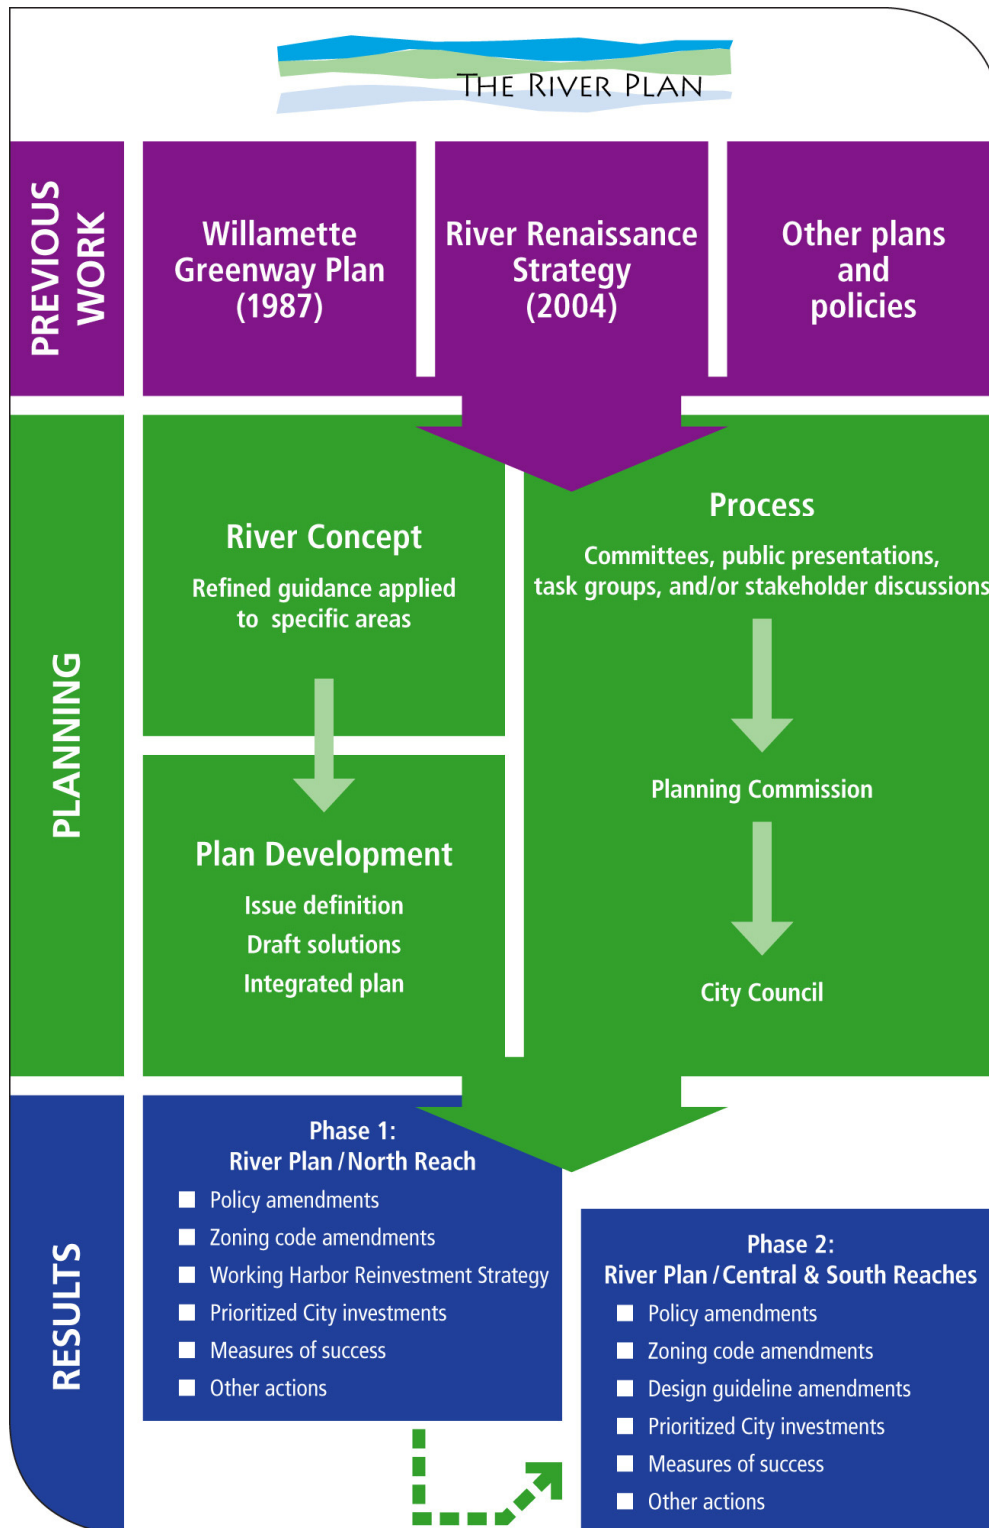 THE RIVER PLAN
PREVIOUS
WORK
Willamette
Greenway Plan
(1987)
River Renaissance
Strategy
(2004)
Other plans
and
policies
PLANNING
River Concept
Refined guidance applied
to specific areas
Plan Development
Issue definition
Draft solutions
Integrated plan
Process
Committees, public presentations,
task groups, and/or stakeholder discussions
Planning Commission
City Council
RESULTS
Phase 1:
River Plan / North Reach
Policy amendments
Zoning code amendments
Working Harbor Reinvestment Strategy
Prioritized City investments
Measures of success
Other actions
Phase 2:
River Plan / Central & South Reaches
Policy amendments
Zoning code amendments
Design guideline amendments
Prioritized City investments
Measures of success
Other actions